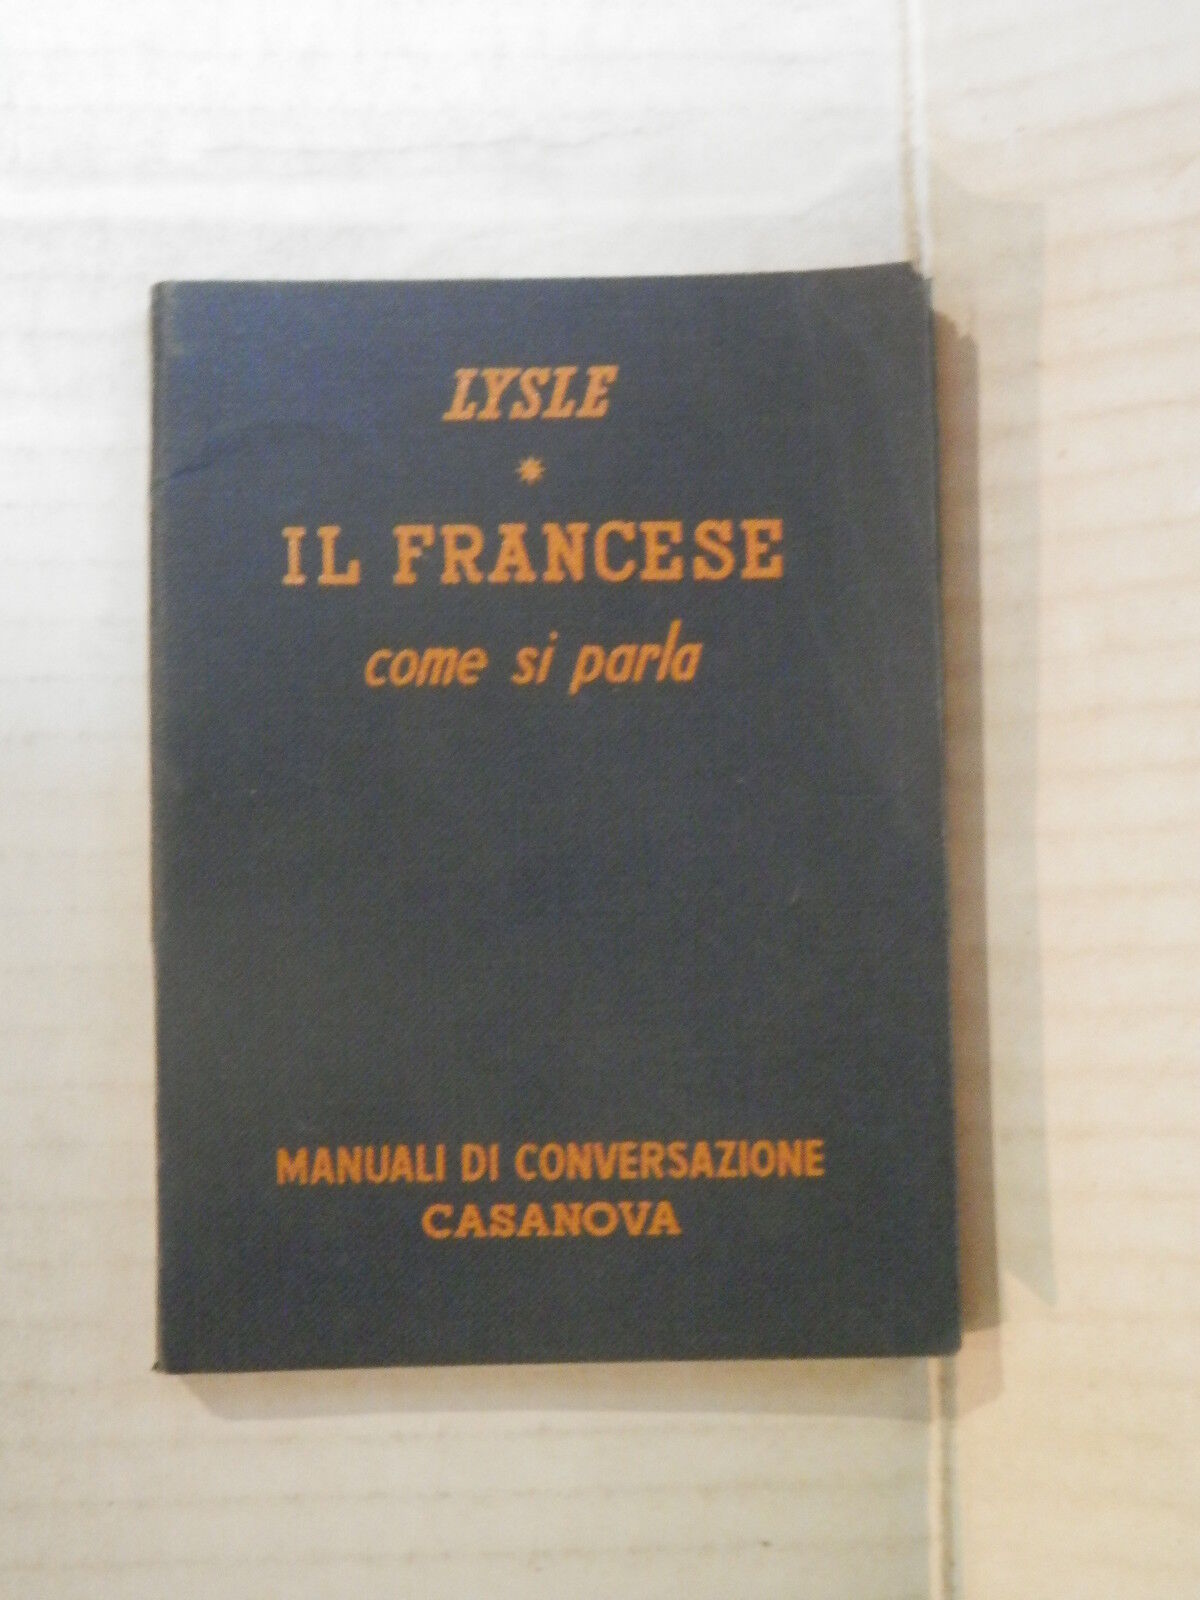 LYSLE
*
IL FRANCESE
come si parla
MANUALI DI CONVERSAZIONE
CASANOVA